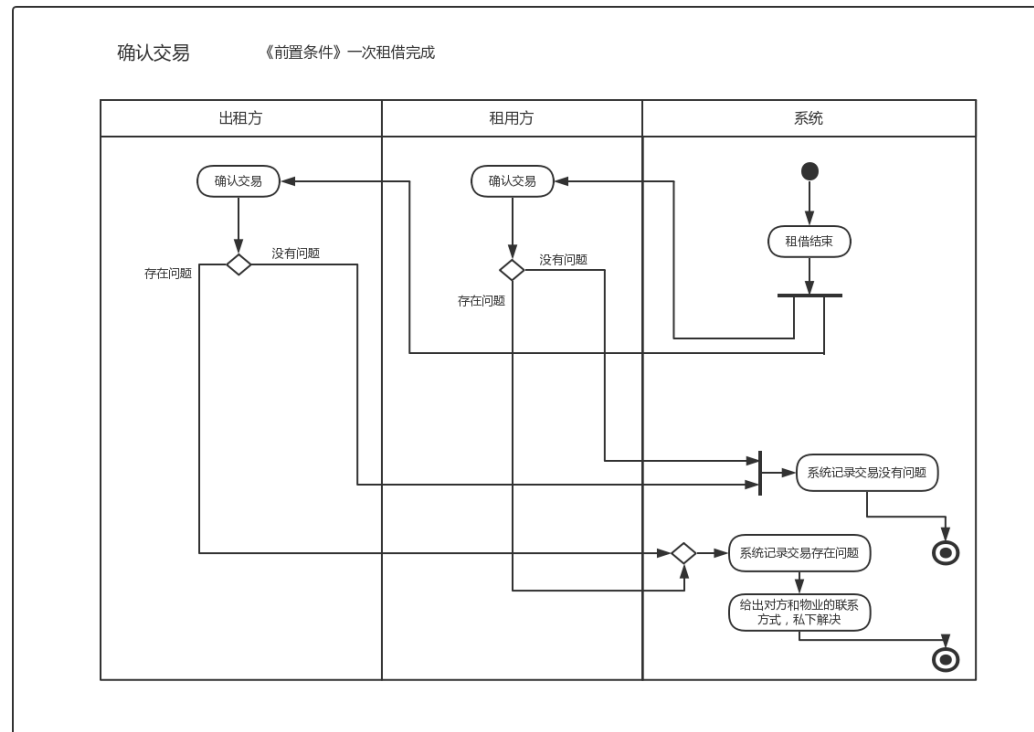 确认交易 《前置条件》一次租借完成
出租方 租用方 系统
确认交易
确认交易
租借结束
没有问题
存在问题
没有问题
存在问题
系统记录交易没有问题
系统记录交易存在问题
给出对方和物业的联系
方式，私下解决